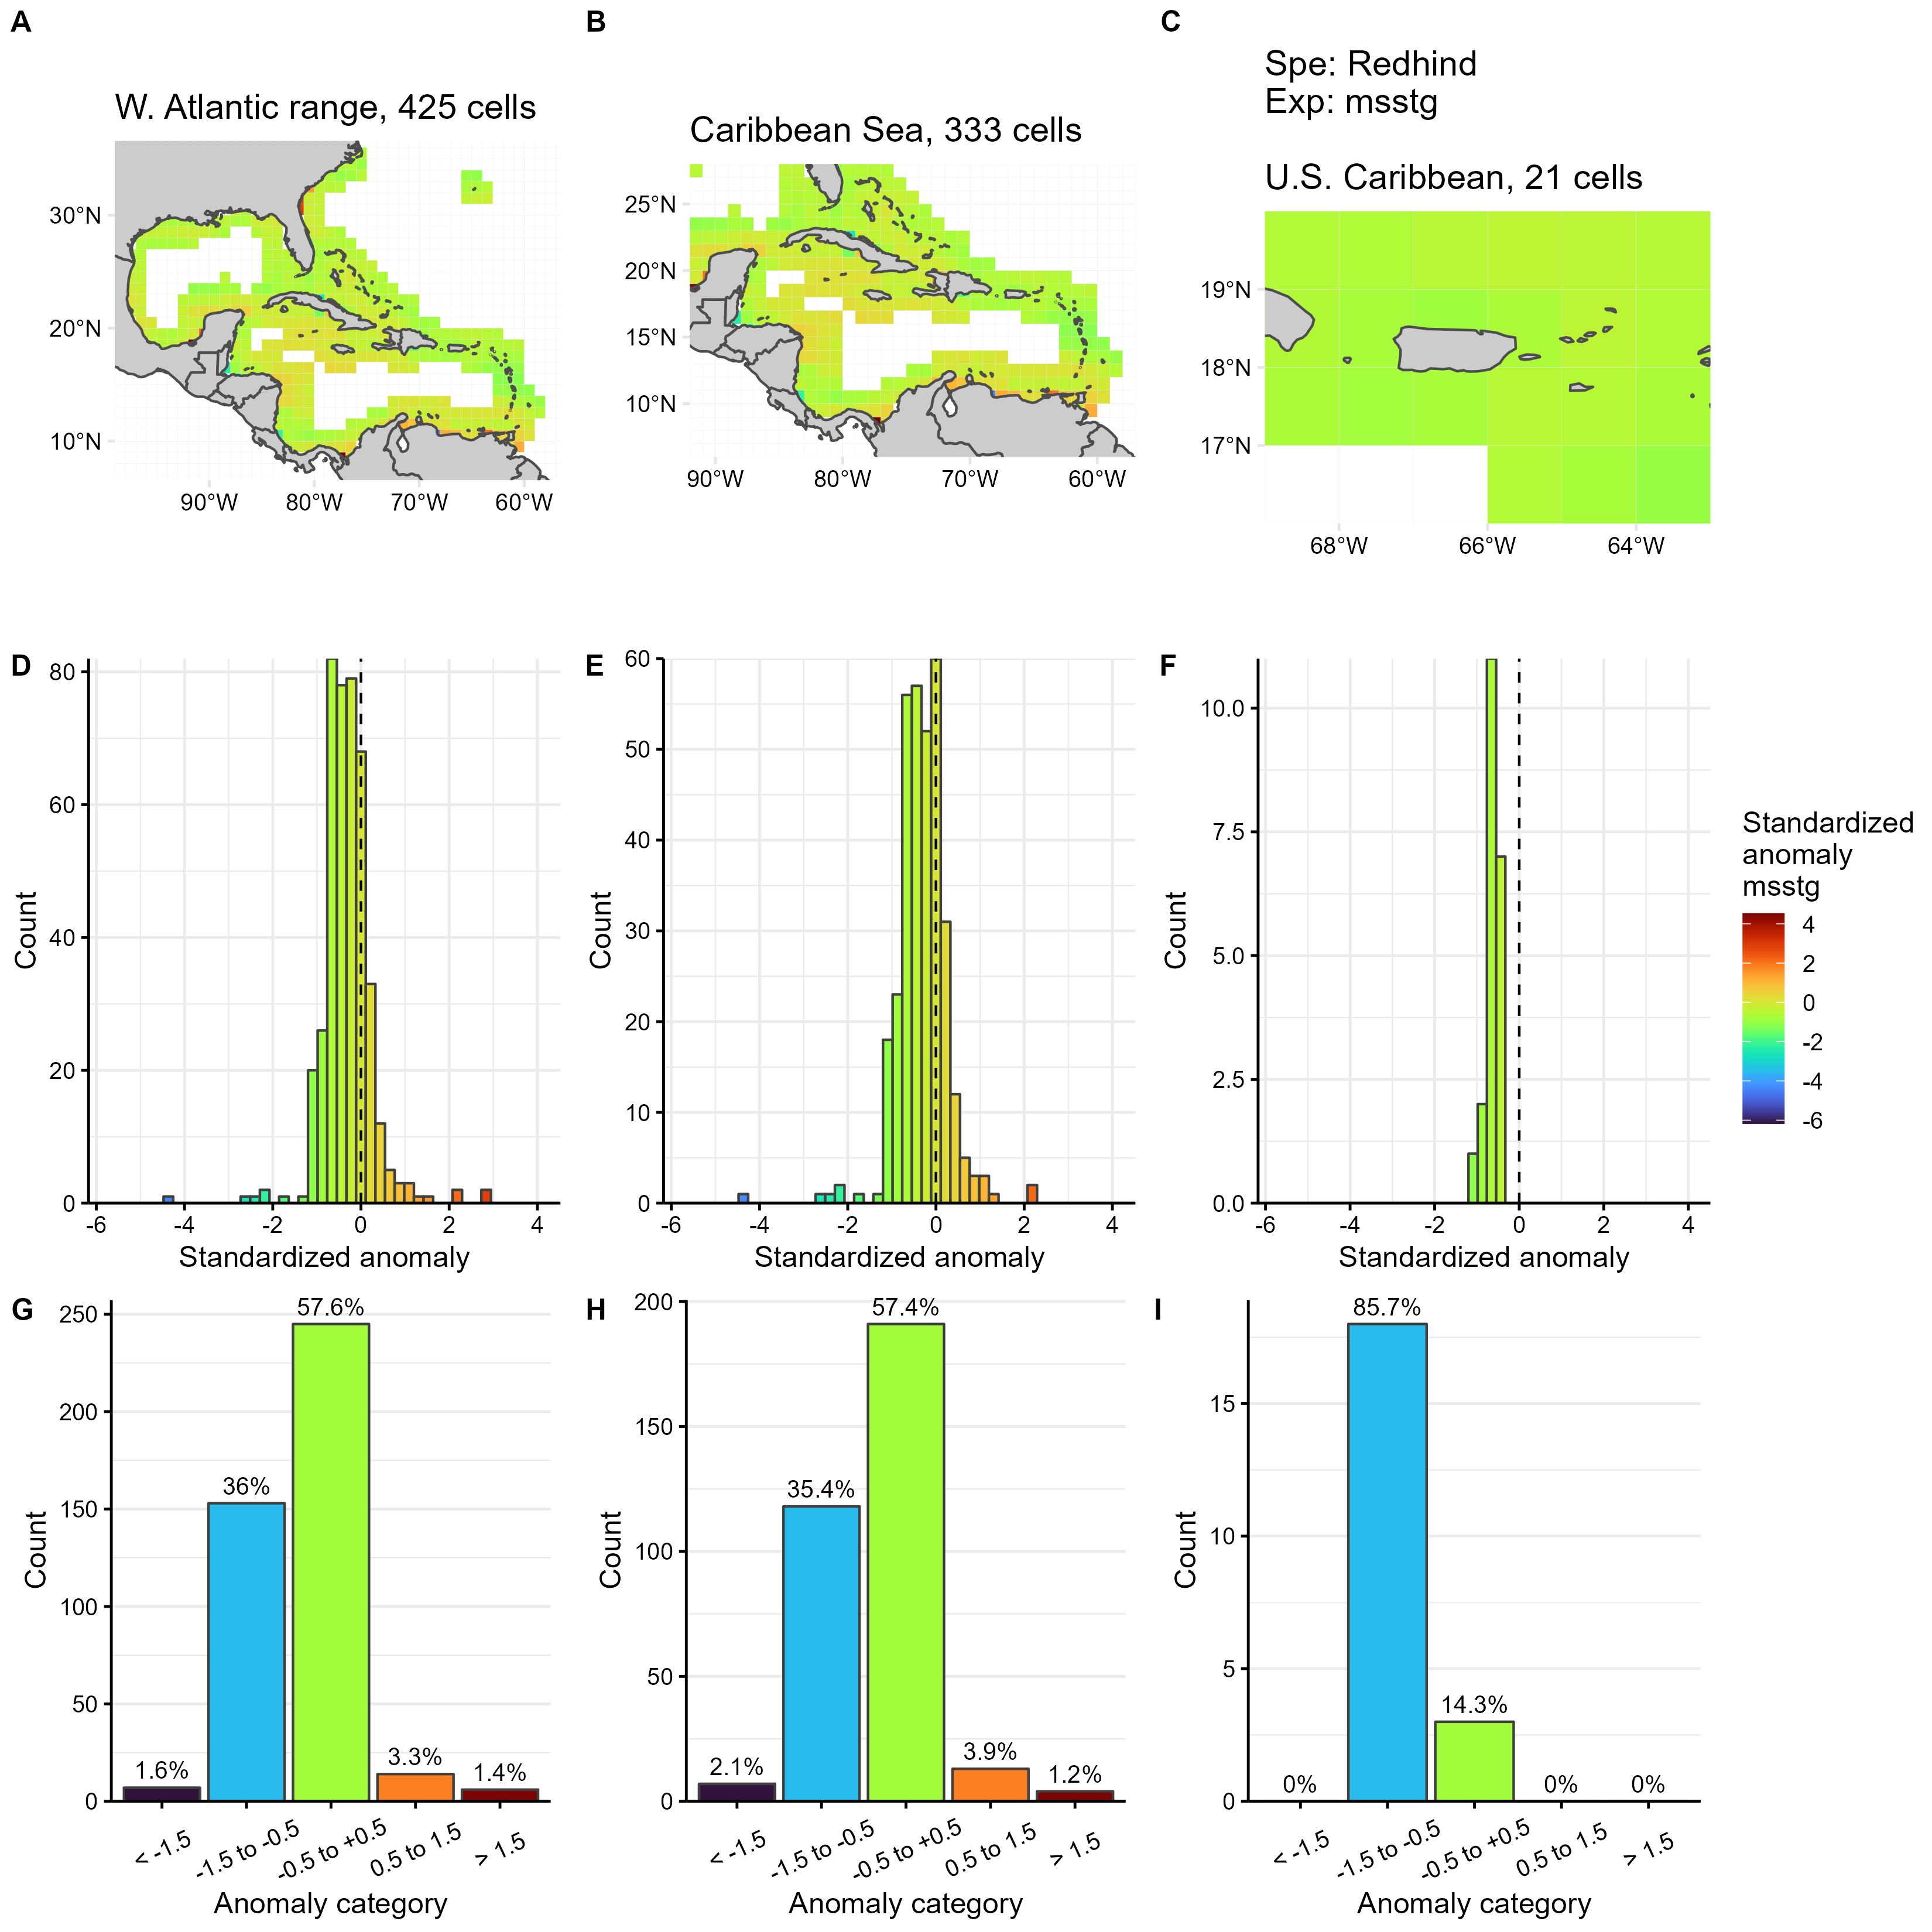 A
B
C
Spe: Redhind
Exp: msstg
W. Atlantic range, 425 cells
Caribbean Sea, 333 cells
U.S. Caribbean, 21 cells
30°N
20°N
10°N
90°W 80°W 70°W 60°W
25°N
20°N
15°N
10°N
90°W 80°W 70°W 60°W
19°N
18°N
17°N
68°W 66°W 64°W
D
80
60
40
20
0
Count
-6 -4 -2 0 2 4
Standardized anomaly
E
60
50
40
30
20
10
0
Count
-6 -4 -2 0 2 4
Standardized anomaly
F
10.0
7.5
5.0
2.5
0.0
Count
-6 -4 -2 0 2 4
Standardized anomaly
Standardized
anomaly
msstg
4
2
0
-2
-4
-6
G
250
200
150
100
50
0
Count
1.6%
36%
57.6%
3.3%
1.4%
< -1.5
-1.5 to -0.5
-0.5 to +0.5
0.5 to 1.5
> 1.5
Anomaly category
H
200
150
100
50
0
Count
2.1%
35.4%
57.4%
3.9%
1.2%
< -1.5
-1.5 to -0.5
-0.5 to +0.5
0.5 to 1.5
> 1.5
Anomaly category
I
15
10
5
0
Count
0%
85.7%
14.3%
0%
0%
< -1.5
-1.5 to -0.5
-0.5 to +0.5
0.5 to 1.5
> 1.5
Anomaly category